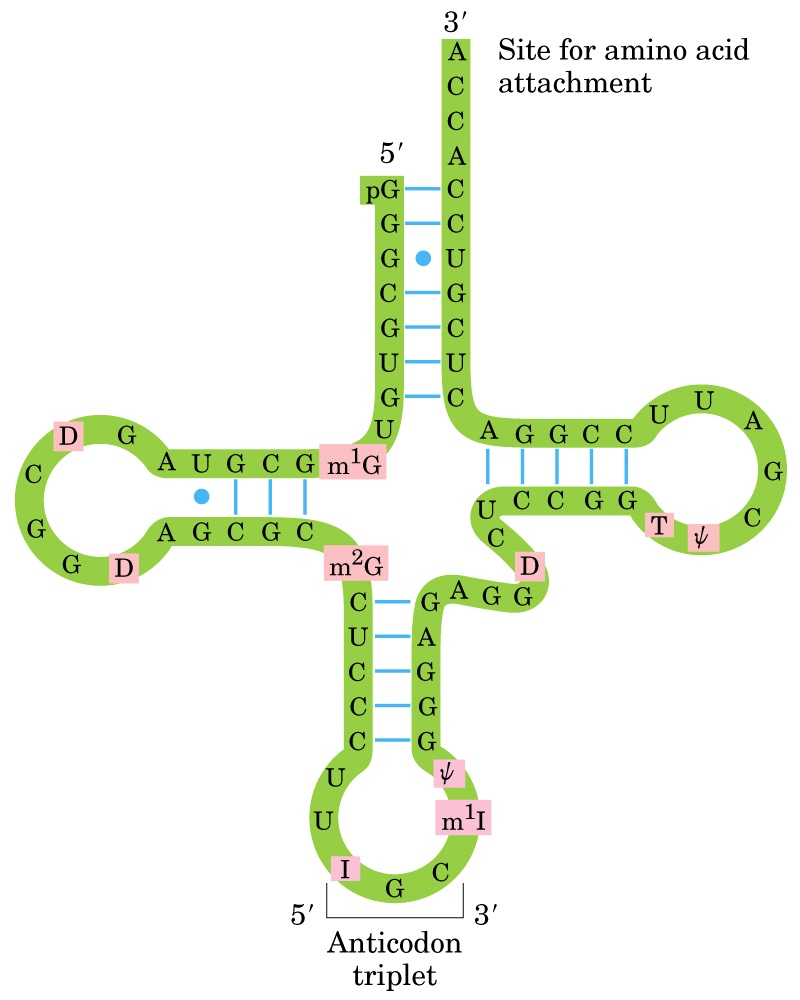 3′
Site for amino acid
attachment
A
C
C
A
5′
pG C
G C
G U
C G
G C
U U
G C
U
A G G C C
U U A G C
ψ
T
U C C G G
C
D
G A G G
D G A U G C G m¹G
C
G
G D A G C G C
m²G
C
U A
C G
C G
C G
U
ψ
U
m¹I
I
G
C
5′ 3′
Anticodon
triplet